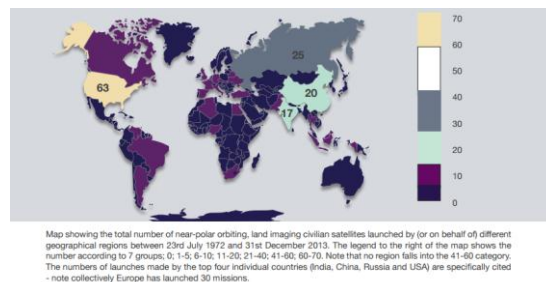 70
60
50
40
30
20
10
0
63
25
20
17
Map showing the total number of near-polar orbiting, land imaging civilian satellites launched by (or on behalf of) different
geographical regions between 23rd July 1972 and 31st December 2013. The legend to the right of the map shows the
number according to 7 groups; 0; 1-5; 6-10; 11-20; 21-40; 41-60; 60-70. Note that no region falls into the 41-60 category.
The numbers of launches made by the top four individual countries (India, China, Russia and USA) are specifically cited
- note collectively Europe has launched 30 missions.